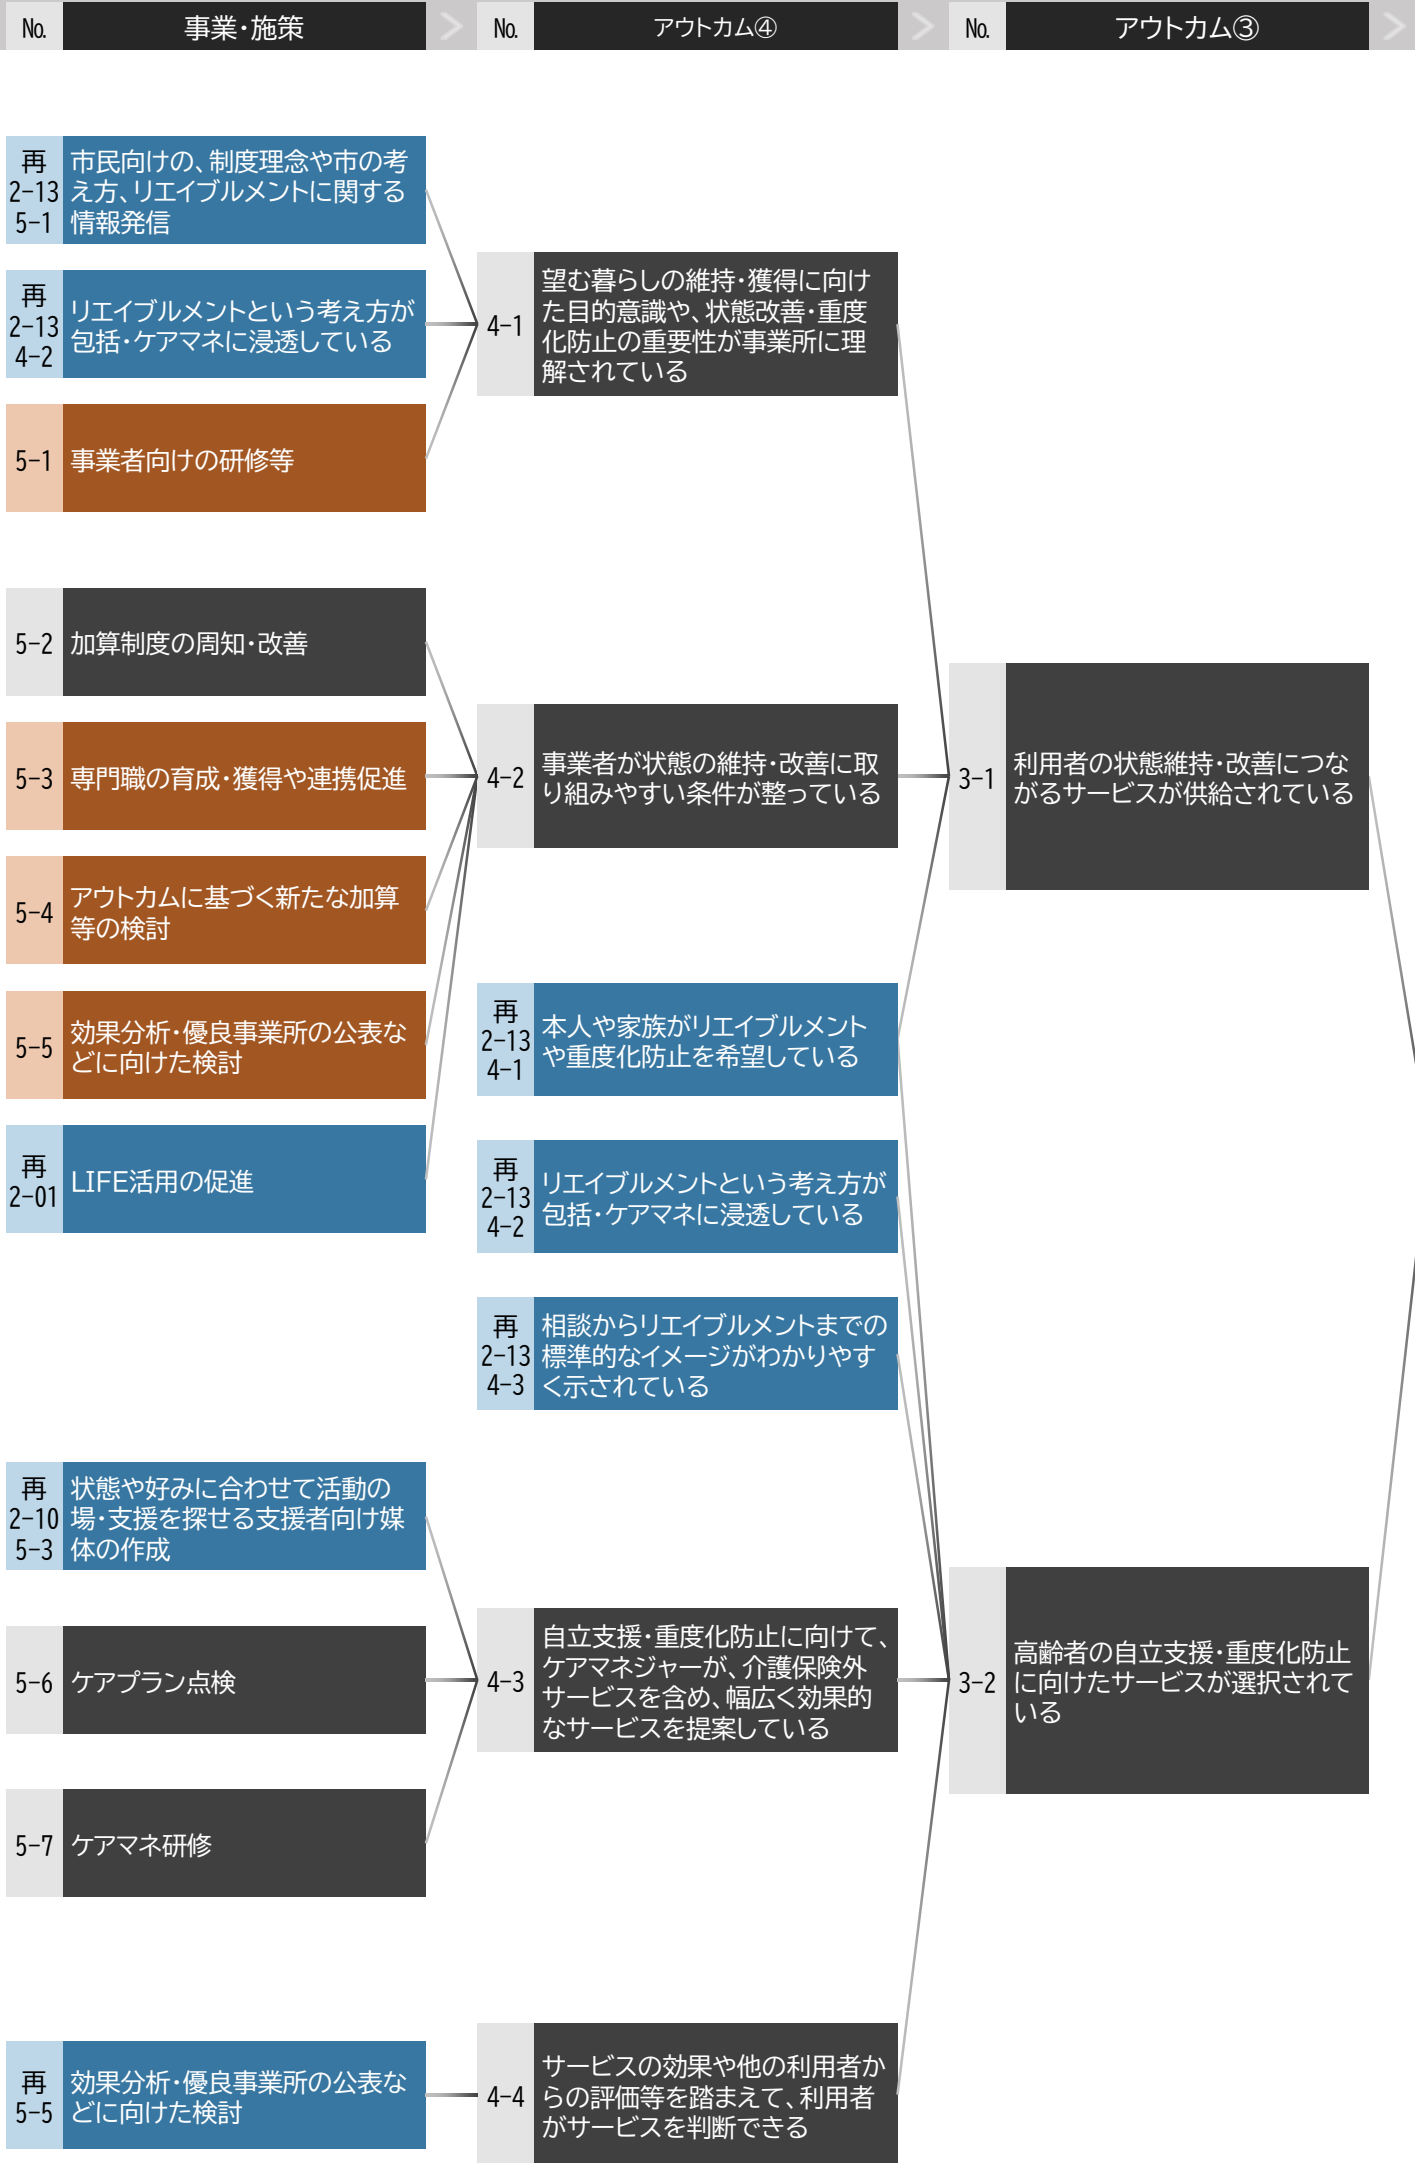 No. 事業・施策 No. アウトカム④ No. アウトカム③
再
2-13
5-1
市民向けの、制度理念や市の考
え方、リエイブルメントに関する
情報発信
再
2-13
4-2
リエイブルメントという考え方が
包括・ケアマネに浸透している
5-1
事業者向けの研修等
4-1
望む暮らしの維持・獲得に向け
た目的意識や、状態改善・重度
化防止の重要性が事業所に理
解されている
5-2
加算制度の周知・改善
5-3
専門職の育成・獲得や連携促進
5-4
アウトカムに基づく新たな加算
等の検討
5-5
効果分析・優良事業所の公表な
どに向けた検討
再
2-01
LIFE活用の促進
4-2
事業者が状態の維持・改善に取
り組みやすい条件が整っている
3-1
利用者の状態維持・改善につな
がるサービスが供給されている
再
2-13
4-1
本人や家族がリエイブルメント
や重度化防止を希望している
再
2-13
4-2
リエイブルメントという考え方が
包括・ケアマネに浸透している
再
2-13
4-3
相談からリエイブルメントまでの
標準的なイメージがわかりやす
く示されている
再
2-10
5-3
状態や好みに合わせて活動の
場・支援を探せる支援者向け媒
体の作成
5-6
ケアプラン点検
5-7
ケアマネ研修
4-3
自立支援・重度化防止に向けて、
ケアマネジャーが、介護保険外
サービスを含め、幅広く効果的
なサービスを提案している
3-2
高齢者の自立支援・重度化防止
に向けたサービスが選択されて
いる
再
5-5
効果分析・優良事業所の公表な
どに向けた検討
4-4
サービスの効果や他の利用者か
らの評価等を踏まえて、利用者
がサービスを判断できる